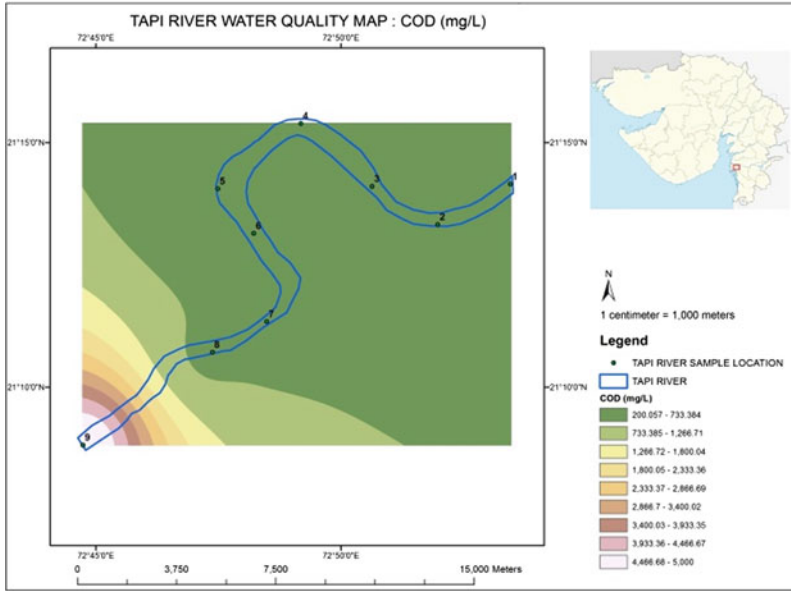 TAPI RIVER WATER QUALITY MAP : COD (mg/L)
72°45'0"E 72°50'0"E
4
21°15'0"N 21°15'0"N
5 3 1
2
6
7
8
21°10'0"N 21°10'0"N
9
72°45'0"E 72°50'0"E
0 3,750 7,500 15,000 Meters
N
1 centimeter = 1,000 meters
Legend
TAPI RIVER SAMPLE LOCATION
TAPI RIVER
COD (mg/L)
200.057 - 733.384
733.385 - 1,266.71
1,266.72 - 1,800.04
1,800.05 - 2,333.36
2,333.37 - 2,866.69
2,866.7 - 3,400.02
3,400.03 - 3,933.35
3,933.36 - 4,466.67
4,466.68 - 5,000